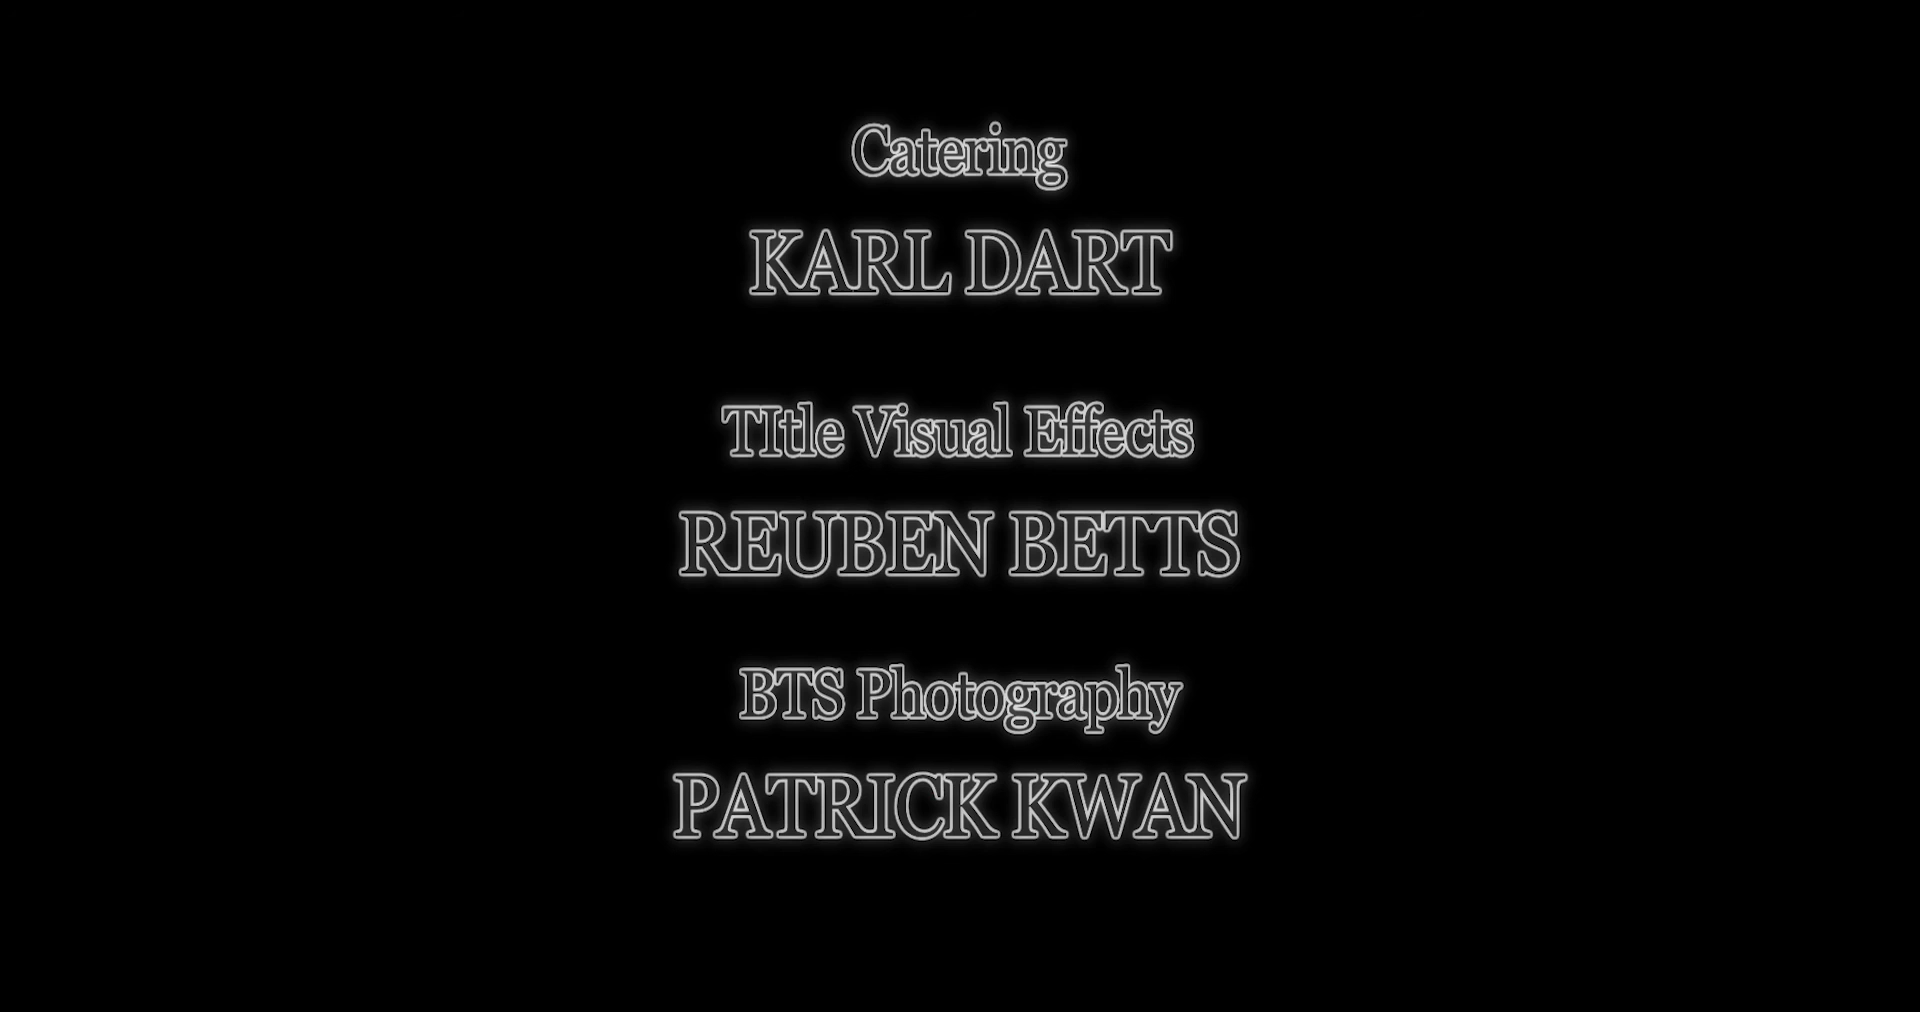 Catering
KARL DART
TItle Visual Effects
REUBEN BETTS
BTS Photography
PATRICK KWAN